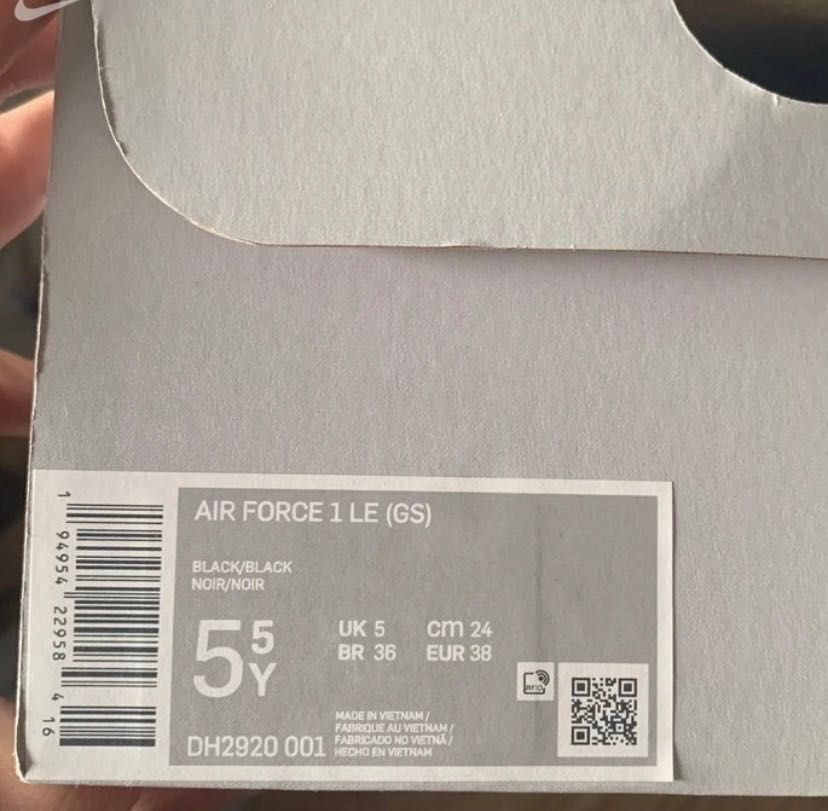 AIR FORCE 1 LE (GS)
BLACK/BLACK
NOIR/NOIR
5 5 Y
UK 5 cm 24
BR 36 EUR 38
RFID
MADE IN VIETNAM /
FABRIQUE AU VIETNAM /
FABRICADO NO VIETNÃ /
HECHO EN VIETNAM
DH2920 001
1 94954 22958 4 16